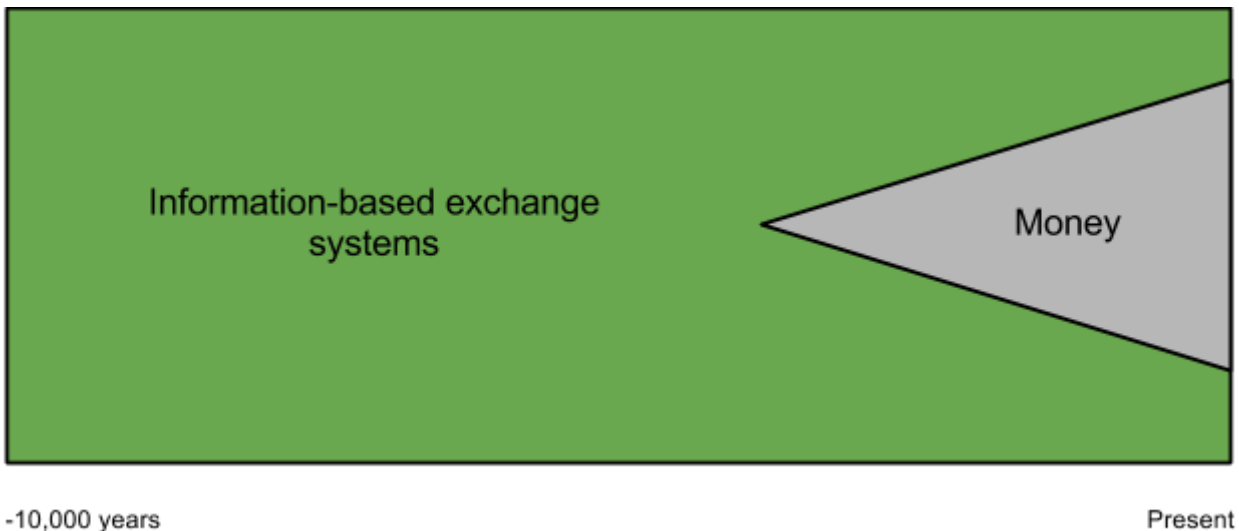 Information-based exchange
systems
Money
-10,000 years
Present